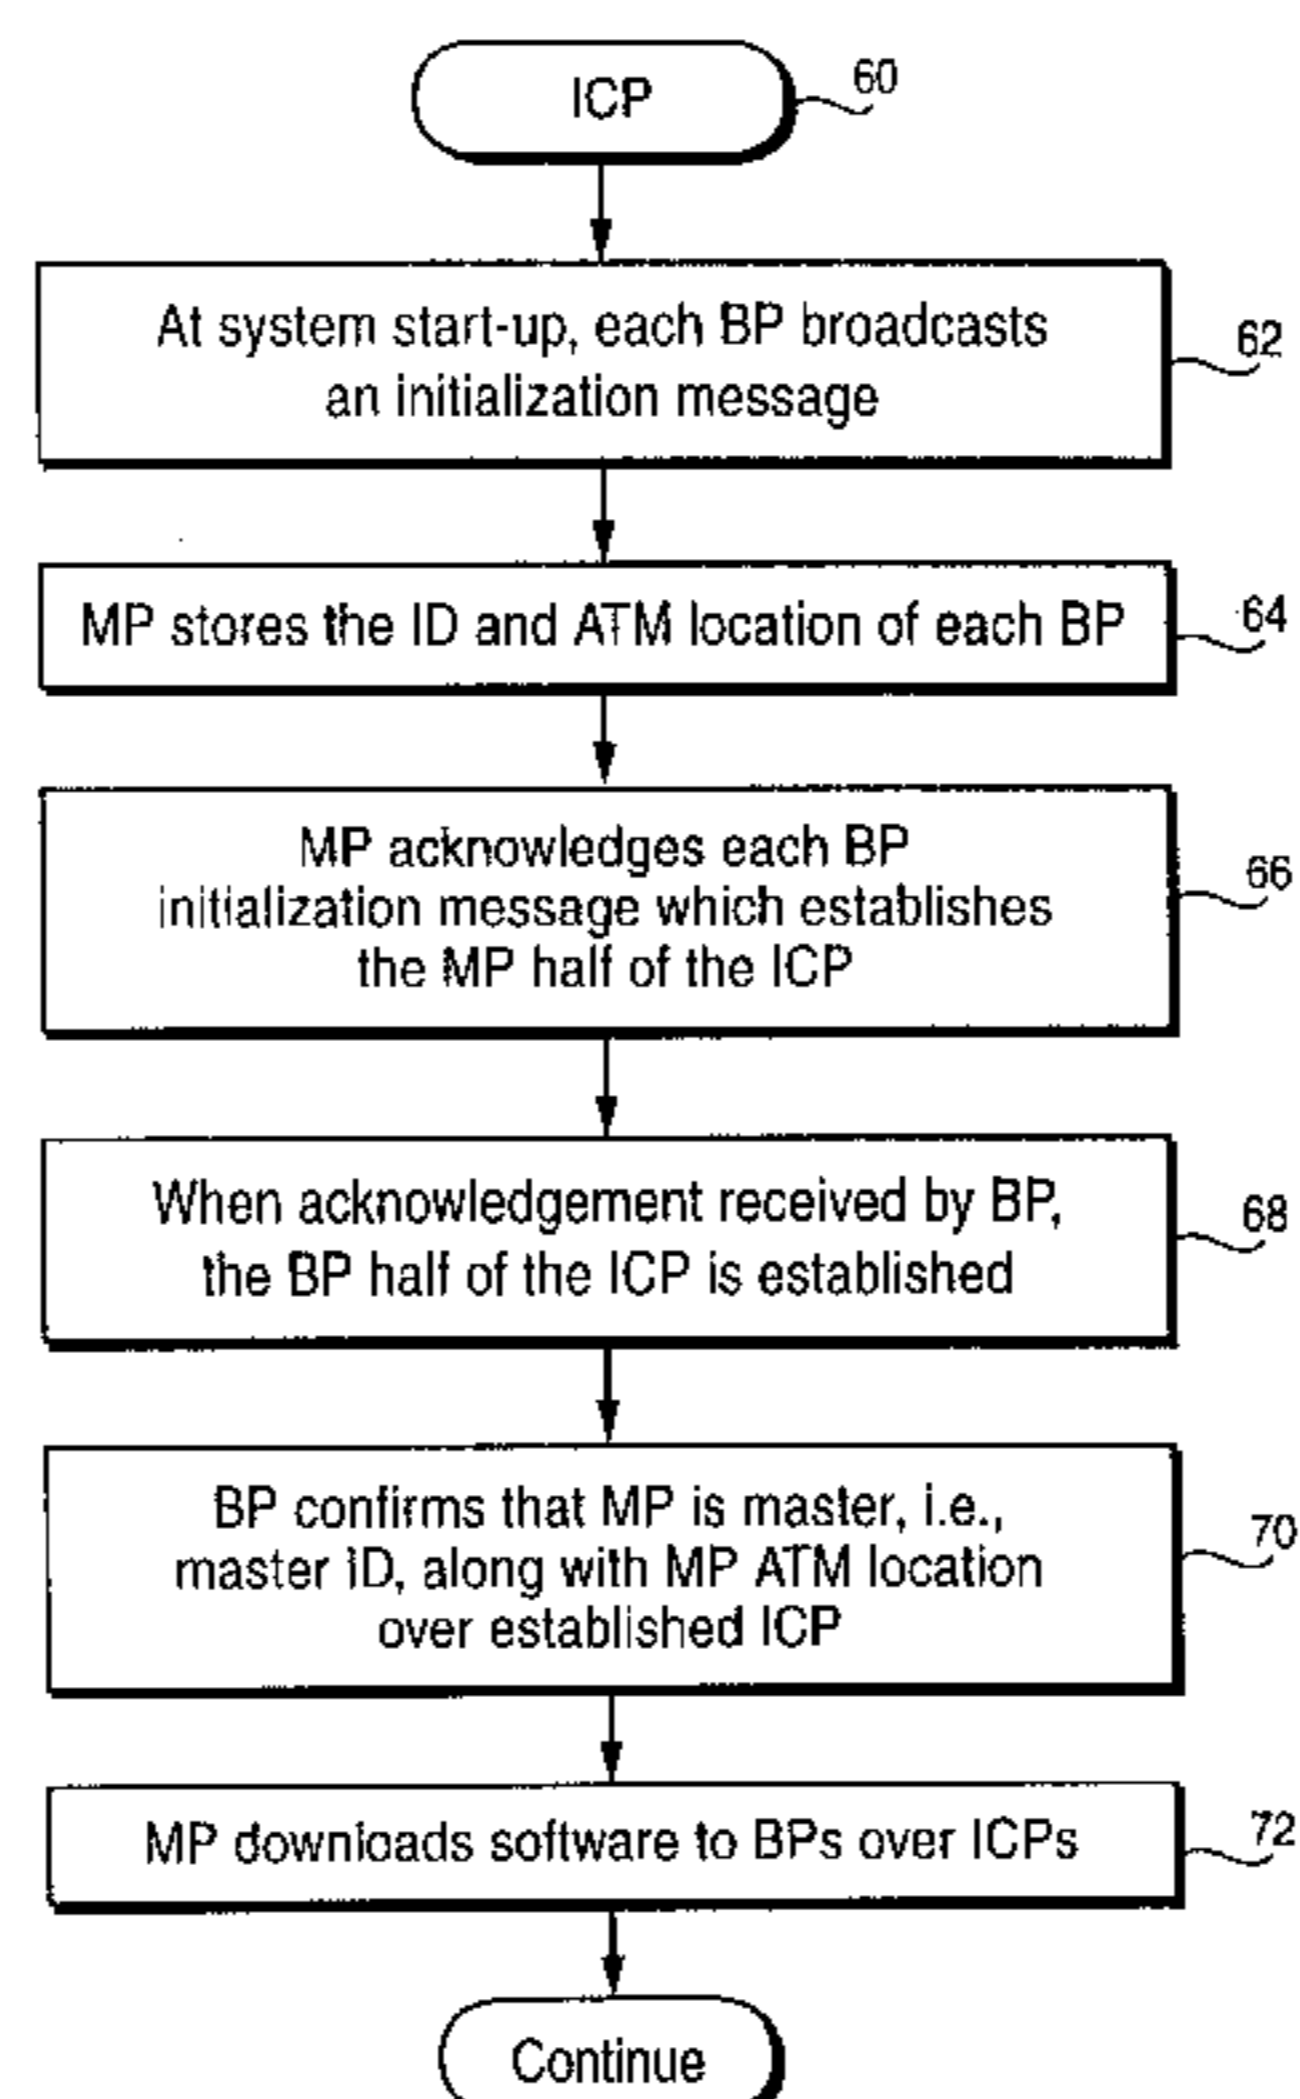 ICP
60
At system start-up, each BP broadcasts
an initialization message
62
MP stores the ID and ATM location of each BP
64
MP acknowledges each BP
initialization message which establishes
the MP half of the ICP
66
When acknowledgement received by BP,
the BP half of the ICP is established
68
BP confirms that MP is master, i.e.,
master ID, along with MP ATM location
over established ICP
70
MP downloads software to BPs over ICPs
72
Continue